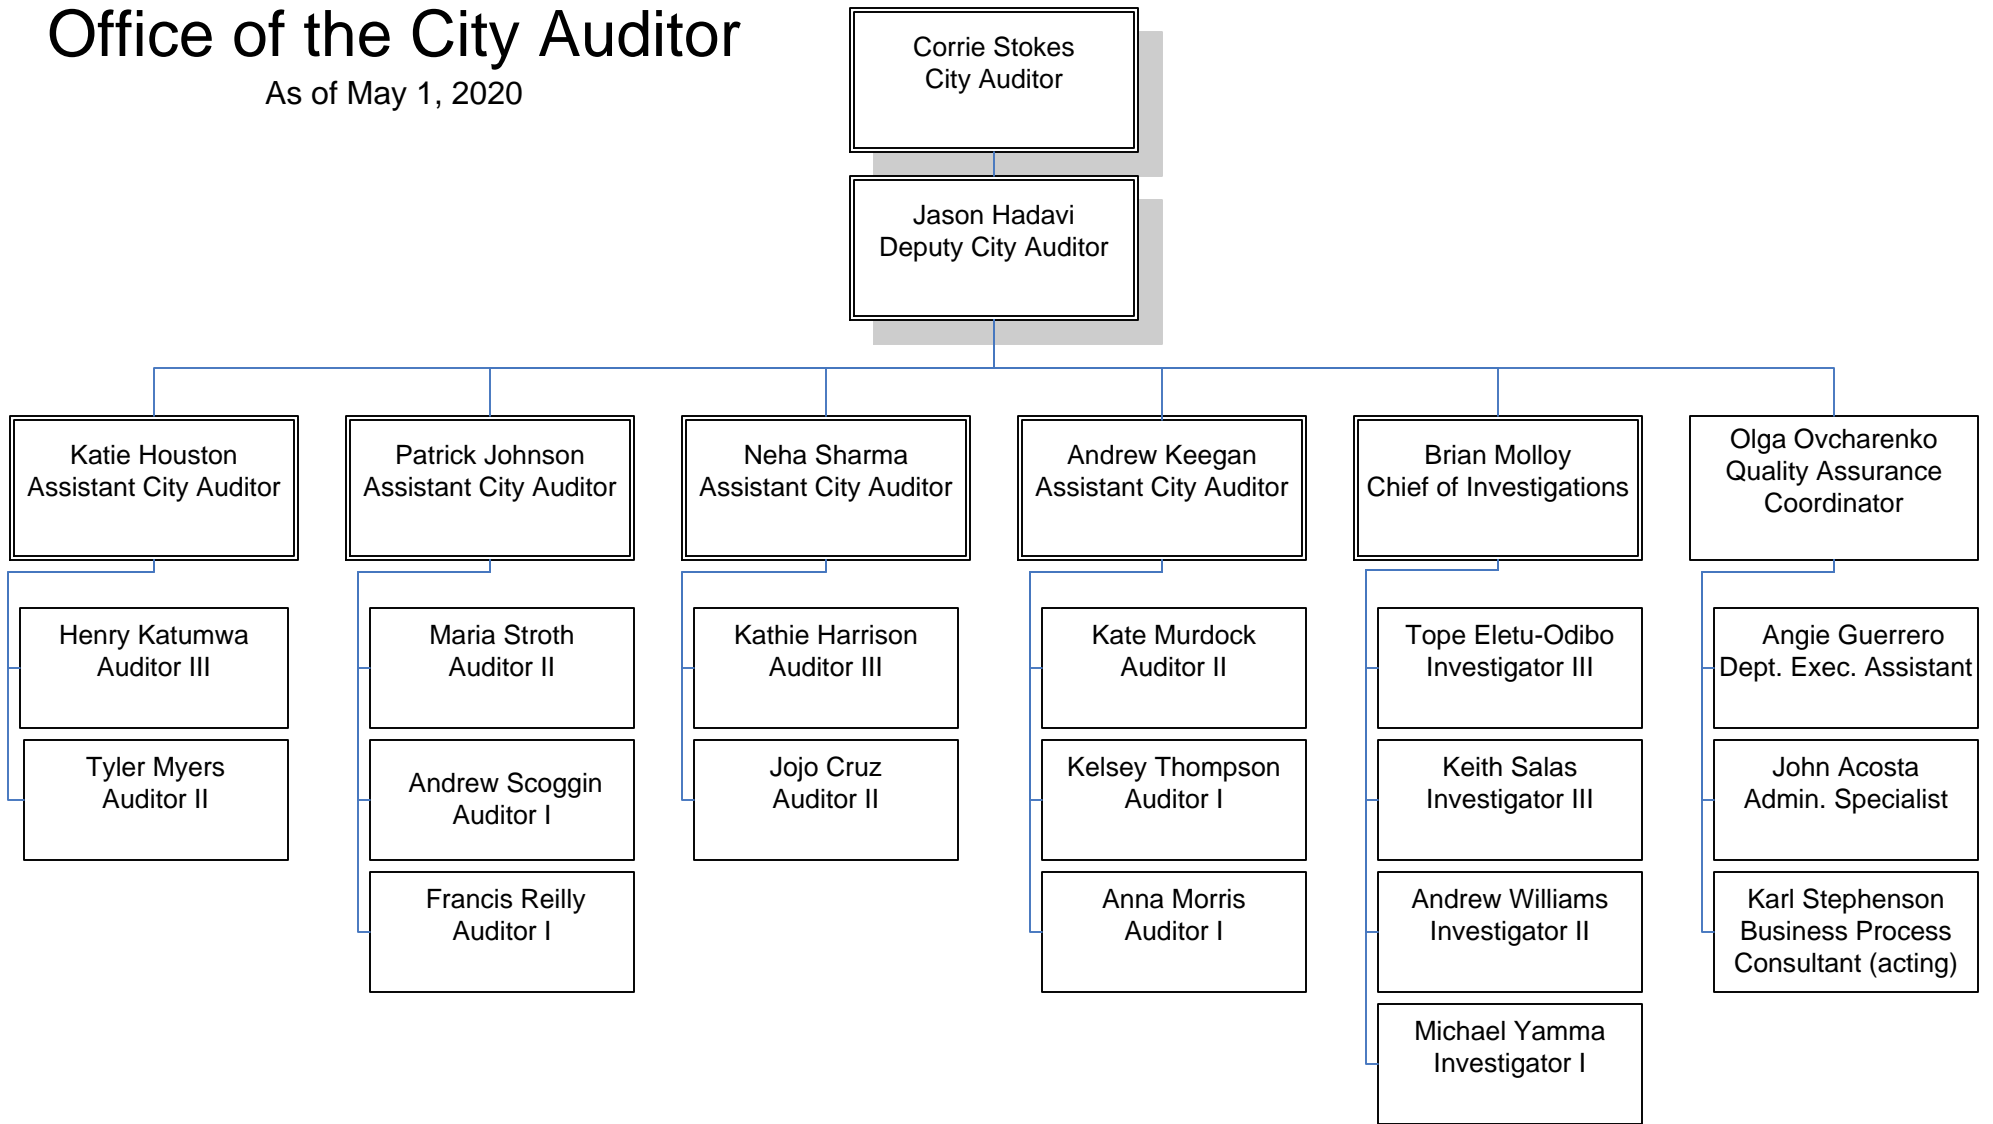 Office of the City Auditor
As of May 1, 2020
Corrie Stokes
City Auditor
Jason Hadavi
Deputy City Auditor
Katie Houston
Assistant City Auditor
Henry Katumwa
Auditor III
Tyler Myers
Auditor II
Patrick Johnson
Assistant City Auditor
Maria Stroth
Auditor II
Andrew Scoggin
Auditor I
Francis Reilly
Auditor I
Neha Sharma
Assistant City Auditor
Kathie Harrison
Auditor III
Jojo Cruz
Auditor II
Andrew Keegan
Assistant City Auditor
Kate Murdock
Auditor II
Kelsey Thompson
Auditor I
Anna Morris
Auditor I
Brian Molloy
Chief of Investigations
Tope Eletu-Odibo
Investigator III
Keith Salas
Investigator III
Andrew Williams
Investigator II
Michael Yamma
Investigator I
Olga Ovcharenko
Quality Assurance
Coordinator
Angie Guerrero
Dept. Exec. Assistant
John Acosta
Admin. Specialist
Karl Stephenson
Business Process
Consultant (acting)